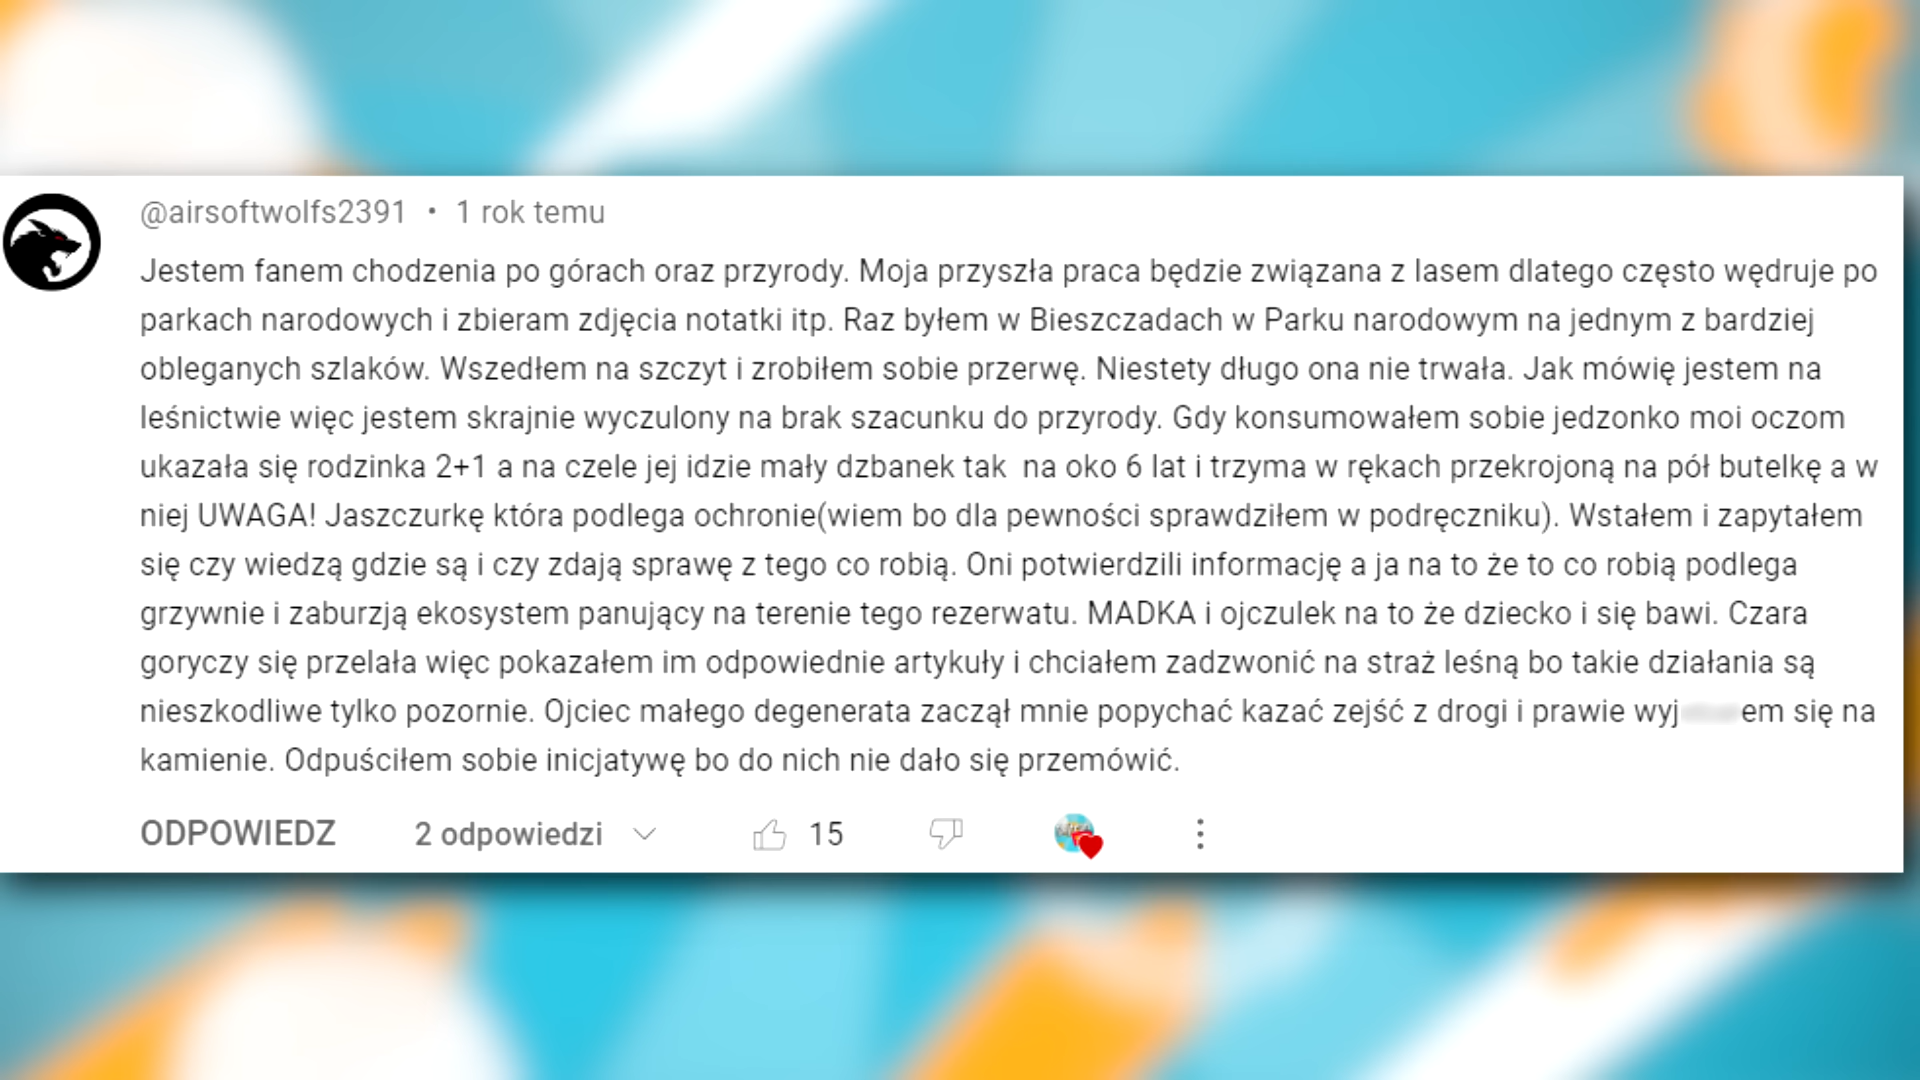 @airsoftwolfs2391 • 1 rok temu
Jestem fanem chodzenia po górach oraz przyrody. Moja przyszła praca będzie związana z lasem dlatego często wędruje po
parkach narodowych i zbieram zdjęcia notatki itp. Raz byłem w Bieszczadach w Parku narodowym na jednym z bardziej
obleganych szlaków. Wszedłem na szczyt i zrobiłem sobie przerwę. Niestety długo ona nie trwała. Jak mówię jestem na
leśnictwie więc jestem skrajnie wyczulony na brak szacunku do przyrody. Gdy konsumowałem sobie jedzonko moi oczom
ukazała się rodzinka 2+1 a na czele jej idzie mały dzbanek tak na oko 6 lat i trzyma w rękach przekrojoną na pół butelkę a w
niej UWAGA! Jaszczurkę która podlega ochronie(wiem bo dla pewności sprawdziłem w podręczniku). Wstałem i zapytałem
się czy wiedzą gdzie są i czy zdają sprawę z tego co robią. Oni potwierdzili informację a ja na to że to co robią podlega
grzywnie i zaburzją ekosystem panujący na terenie tego rezerwatu. MADKA i ojczulek na to że dziecko i się bawi. Czara
goryczy się przelała więc pokazałem im odpowiednie artykuły i chciałem zadzwonić na straż leśną bo takie działania są
nieszkodliwe tylko pozornie. Ojciec małego degenerata zaczął mnie popychać kazać zejść z drogi i prawie wyj em się na
kamienie. Odpuściłem sobie inicjatywę bo do nich nie dało się przemówić.
ODPOWIEDZ 2 odpowiedzi 15